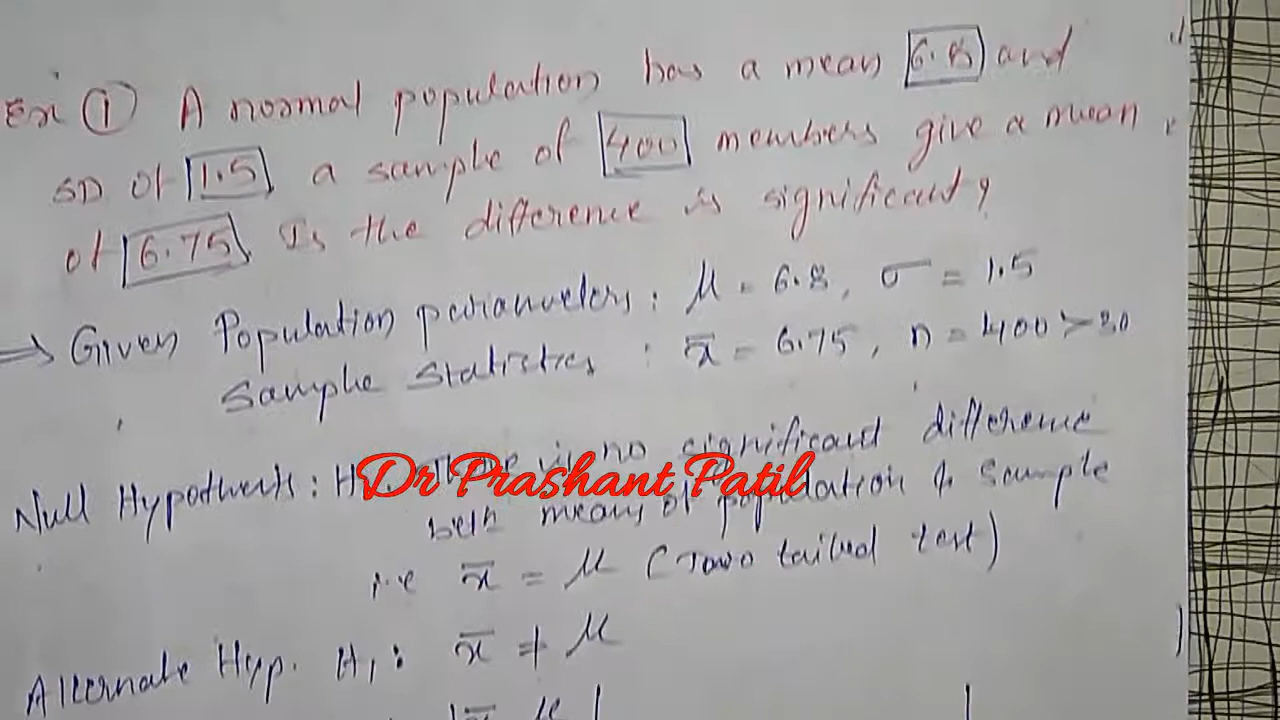 Ex ① A normal population has a mean 6.8 and
SD of 1.5, a sample of 400 members give a mean
of 6.75. Is the difference is significant?
⇒ Given Population parameters : μ = 6.8, σ = 1.5
Sample Statistics : x̄ = 6.75, n = 400 > 30
Null Hypothesis : H is no significant difference
Dr Prashant Patil
betn means of population & sample
i.e x̄ = μ (Two tailed test)
Alternate Hyp. H₁ : x̄ ≠ μ
x̄ μ